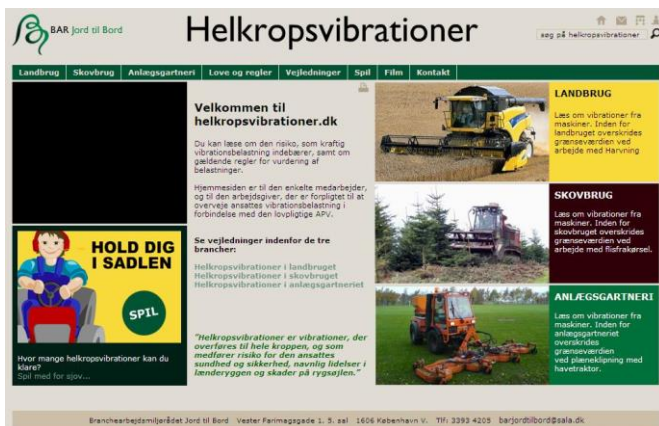 BAR Jord til Bord
Helkropsvibrationer
søg på helkropsvibrationer
Landbrug Skovbrug Anlægsgartneri Love og regler Vejledninger Spil Film Kontakt
Velkommen til
helkropsvibrationer.dk
Du kan læse om den risiko, som kraftig
vibrationsbelastning indebærer, samt om
gældende regler for vurdering af
belastninger.
Hjemmesiden er til den enkelte medarbejder,
og til den arbejdsgiver, der er forpligtet til at
overveje ansattes vibrationsbelastning i
forbindelse med den lovpligtige APV.
Se vejledninger indenfor de tre
brancher:
Helkropsvibrationer i landbruget
Helkropsvibrationer i skovbruget
Helkropsvibrationer i anlægsgartneriet
"Helkropsvibrationer er vibrationer, der
overføres til hele kroppen, og som
medfører risiko for den ansattes
sundhed og sikkerhed, navnlig lidelser i
lænderyggen og skader på rygsøjlen."
HOLD DIG
I SADLEN
SPIL
Hvor mange helkropsvibrationer kan du
klare?
Spil med for sjov...
LANDBRUG
Læs om vibrationer fra
maskiner. Inden for
landbruget overskrides
grænseværdien ved
arbejde med Harvning
SKOVBRUG
Læs om vibrationer fra
maskiner. Inden for
skovbruget overskrides
grænseværdien ved
arbejde med flisfrakørsel.
ANLÆGSGARTNERI
Læs om vibrationer fra
maskiner. Inden for
anlægsgartneriet
overskrides
grænseværdien
ved plæneklipning med
havetraktor.
Branchearbejdsmiljørådet Jord til Bord Vester Farimagsgade 1. 5. sal 1606 København V. Tlf: 3393 4205 barjordtilbord@sala.dk